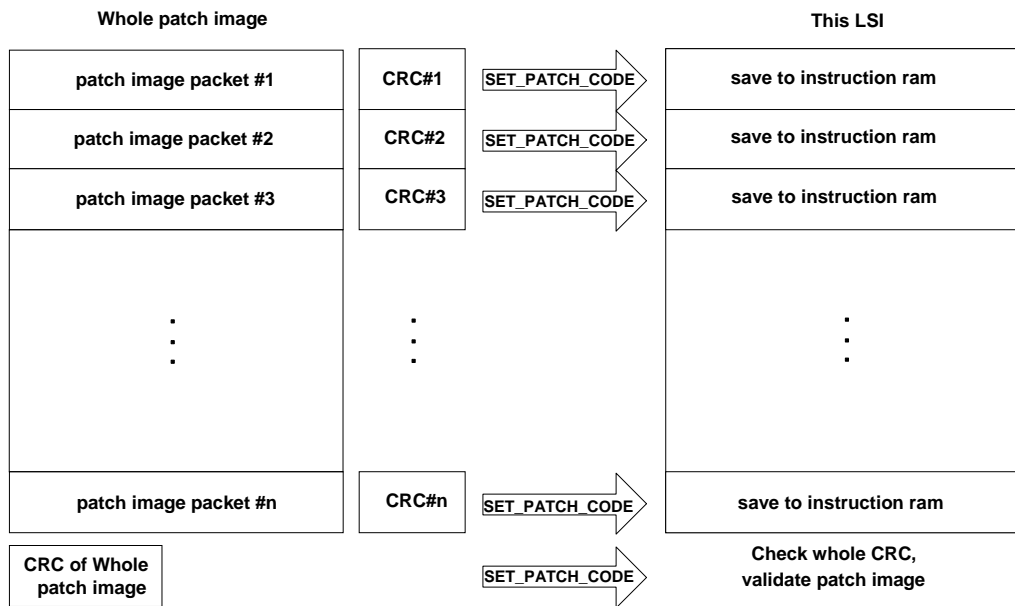 Whole patch image
This LSI
patch image packet #1
CRC#1
SET_PATCH_CODE
save to instruction ram
patch image packet #2
CRC#2
SET_PATCH_CODE
save to instruction ram
patch image packet #3
CRC#3
SET_PATCH_CODE
save to instruction ram
patch image packet #n
CRC#n
SET_PATCH_CODE
save to instruction ram
CRC of Whole
patch image
SET_PATCH_CODE
Check whole CRC,
validate patch image